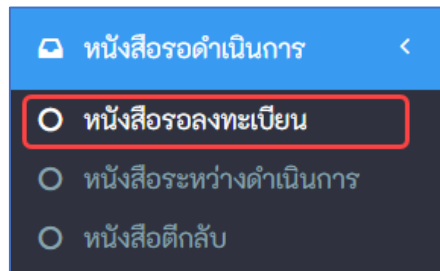 หนังสือรอดำเนินการ
หนังสือรอลงทะเบียน
หนังสือระหว่างดำเนินการ
หนังสือตีกลับ